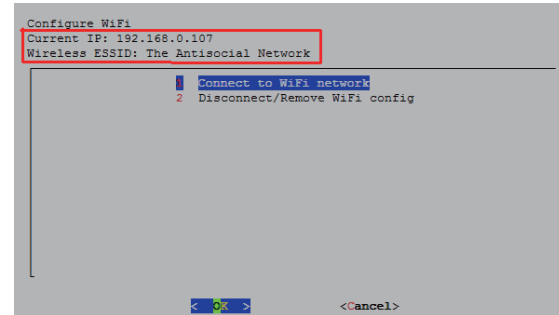 Configure WiFi
Current IP: 192.168.0.107
Wireless ESSID: The Antisocial Network
1 Connect to WiFi network
2 Disconnect/Remove WiFi config
< OK > <Cancel>